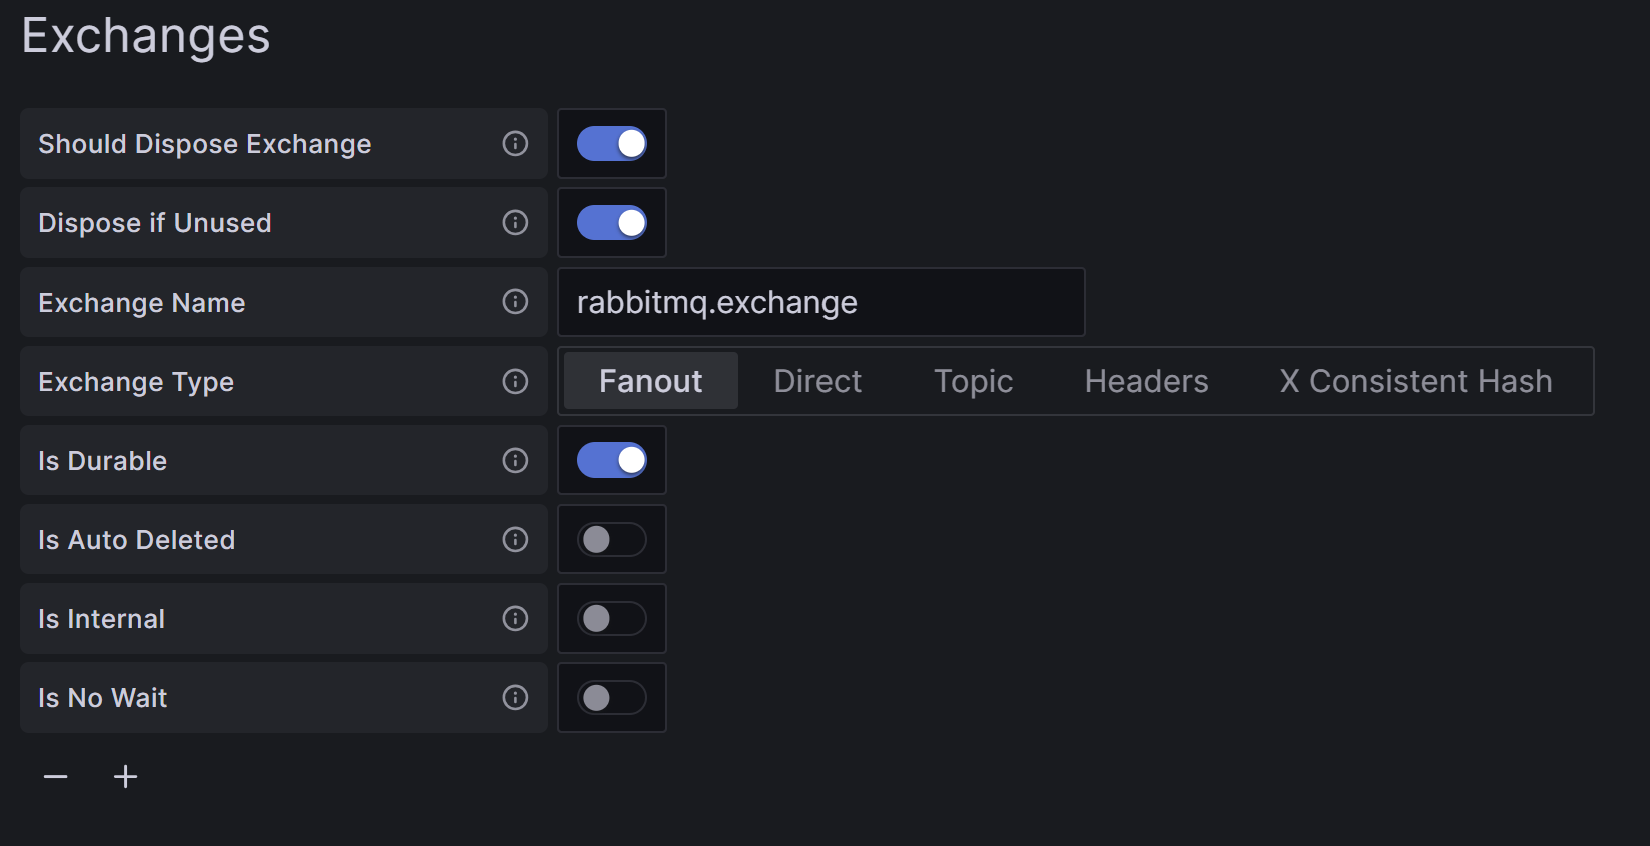 Exchanges
Should Dispose Exchange
Dispose if Unused
Exchange Name rabbitmq.exchange
Exchange Type Fanout Direct Topic Headers X Consistent Hash
Is Durable
Is Auto Deleted
Is Internal
Is No Wait